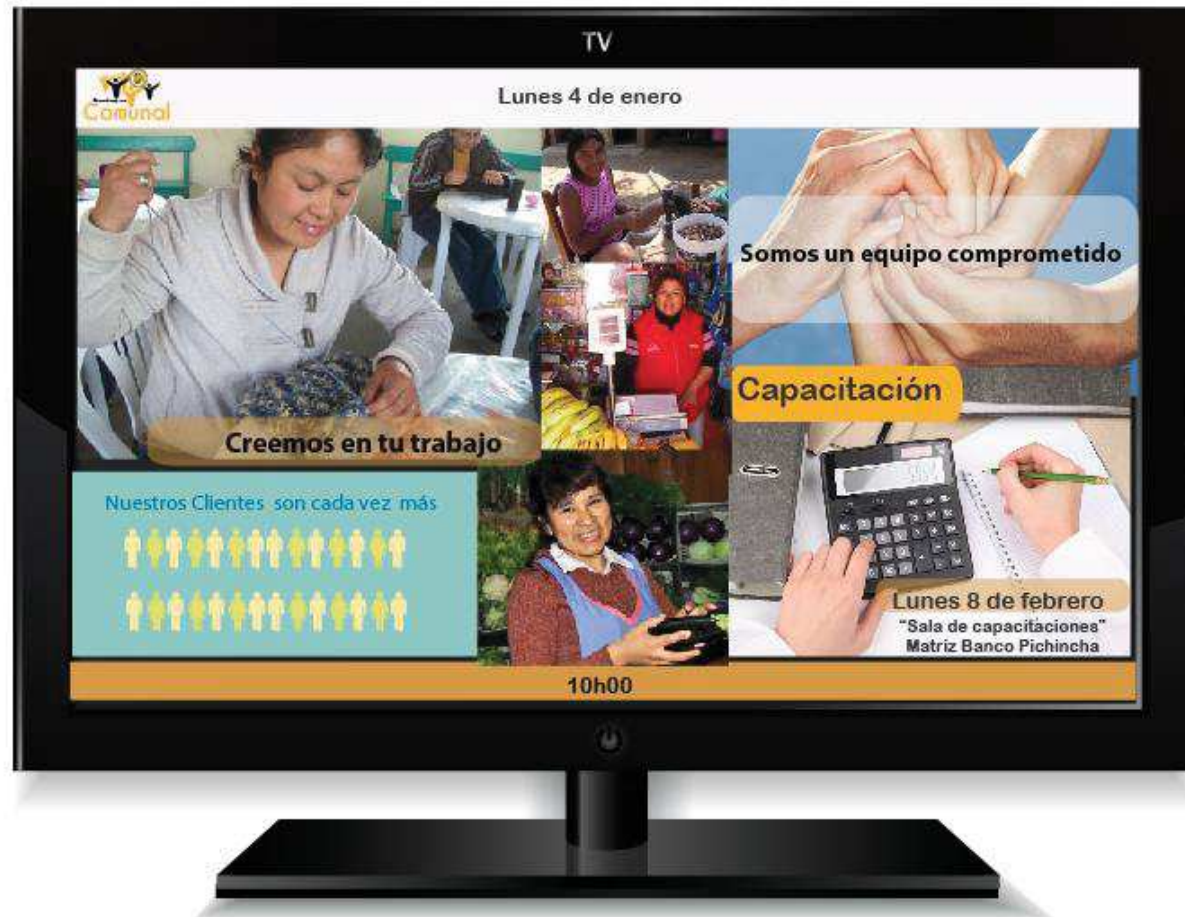 TV
Comunal
Lunes 4 de enero
Somos un equipo comprometido
Capacitación
Creemos en tu trabajo
Nuestros Clientes son cada vez más
Lunes 8 de febrero
"Sala de capacitaciones"
Matriz Banco Pichincha
10h00